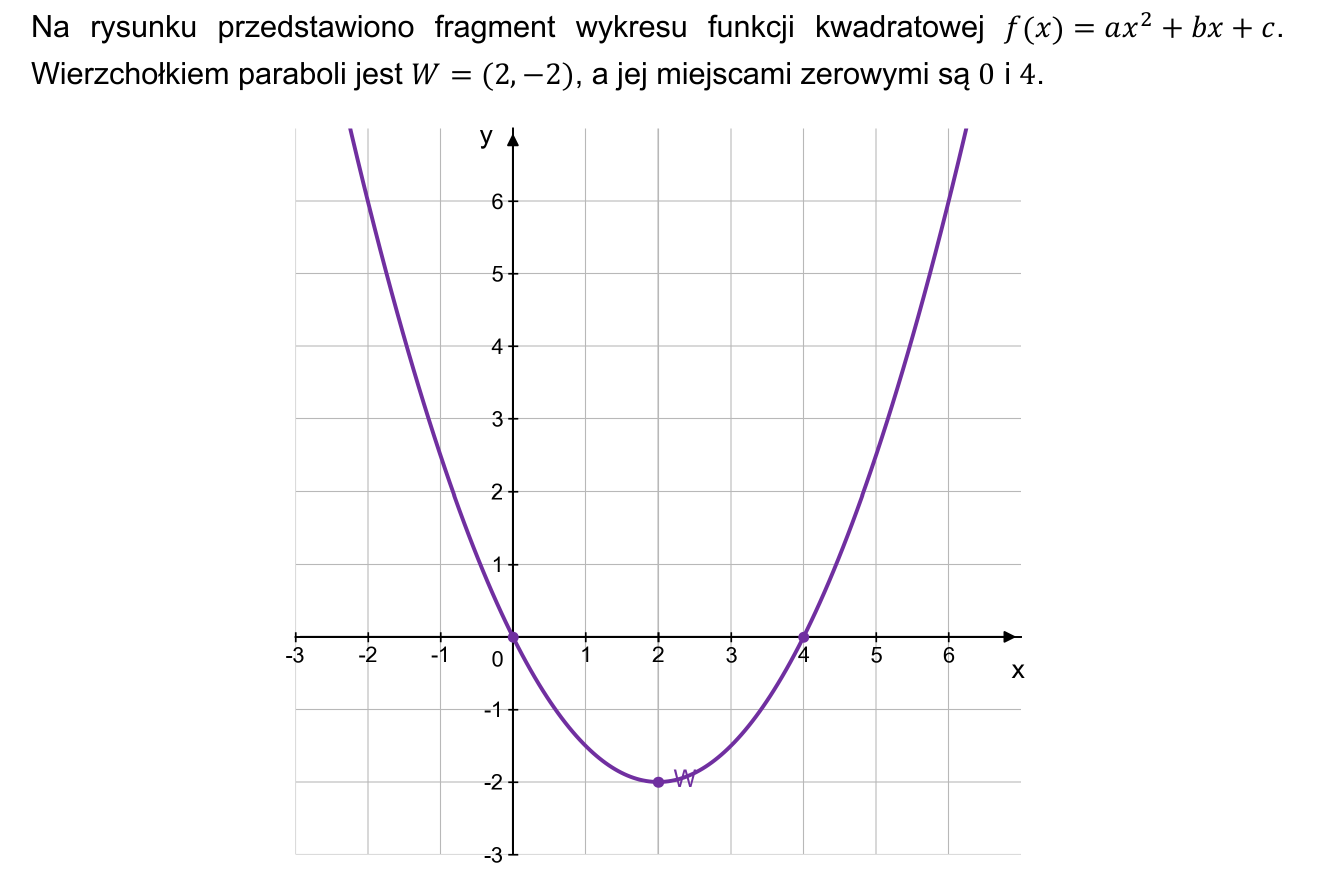 Na rysunku przedstawiono fragment wykresu funkcji kwadratowej f(x) = ax² + bx + c.
Wierzchołkiem paraboli jest W = (2, −2), a jej miejscami zerowymi są 0 i 4.
y
6
5
4
3
2
1
-3 -2 -1 0 1 2 3 4 5 6
x
-1
-2 W
-3